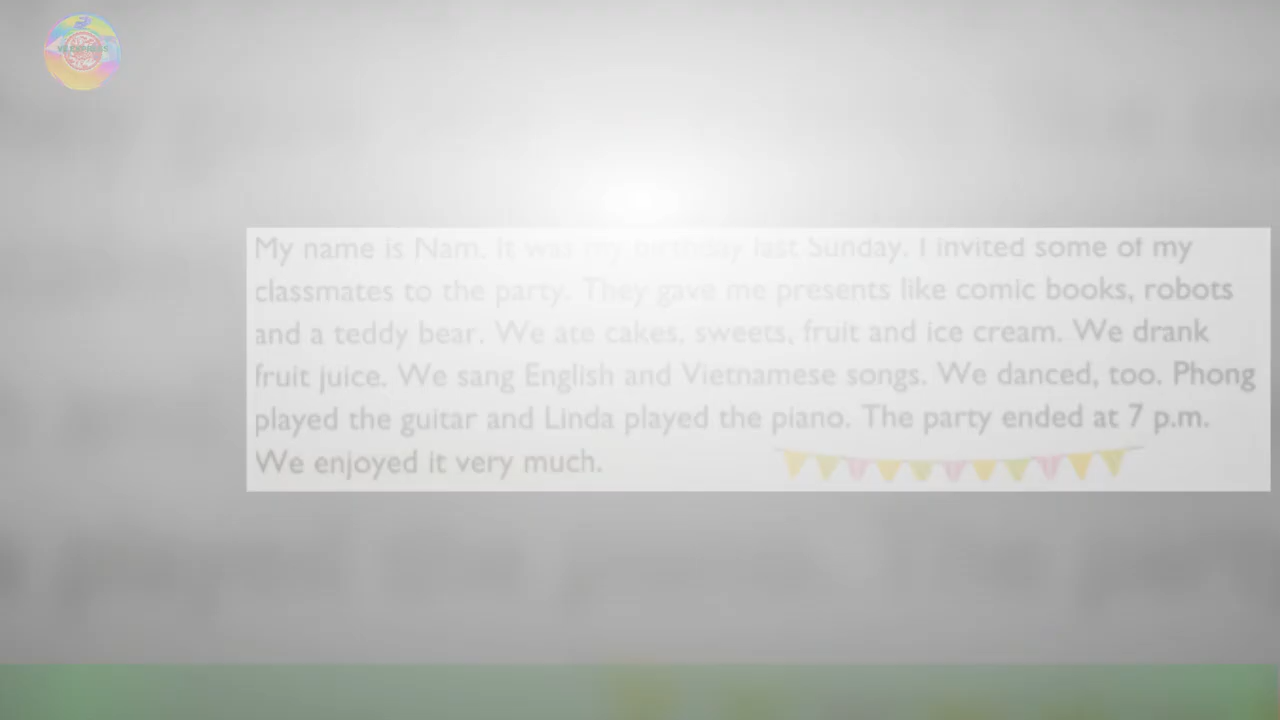 My name is Nam. It was my birthday last Sunday. I invited some of my
classmates to the party. They gave me presents like comic books, robots
and a teddy bear. We ate cakes, sweets, fruit and ice cream. We drank
fruit juice. We sang English and Vietnamese songs. We danced, too. Phong
played the guitar and Linda played the piano. The party ended at 7 p.m.
We enjoyed it very much.